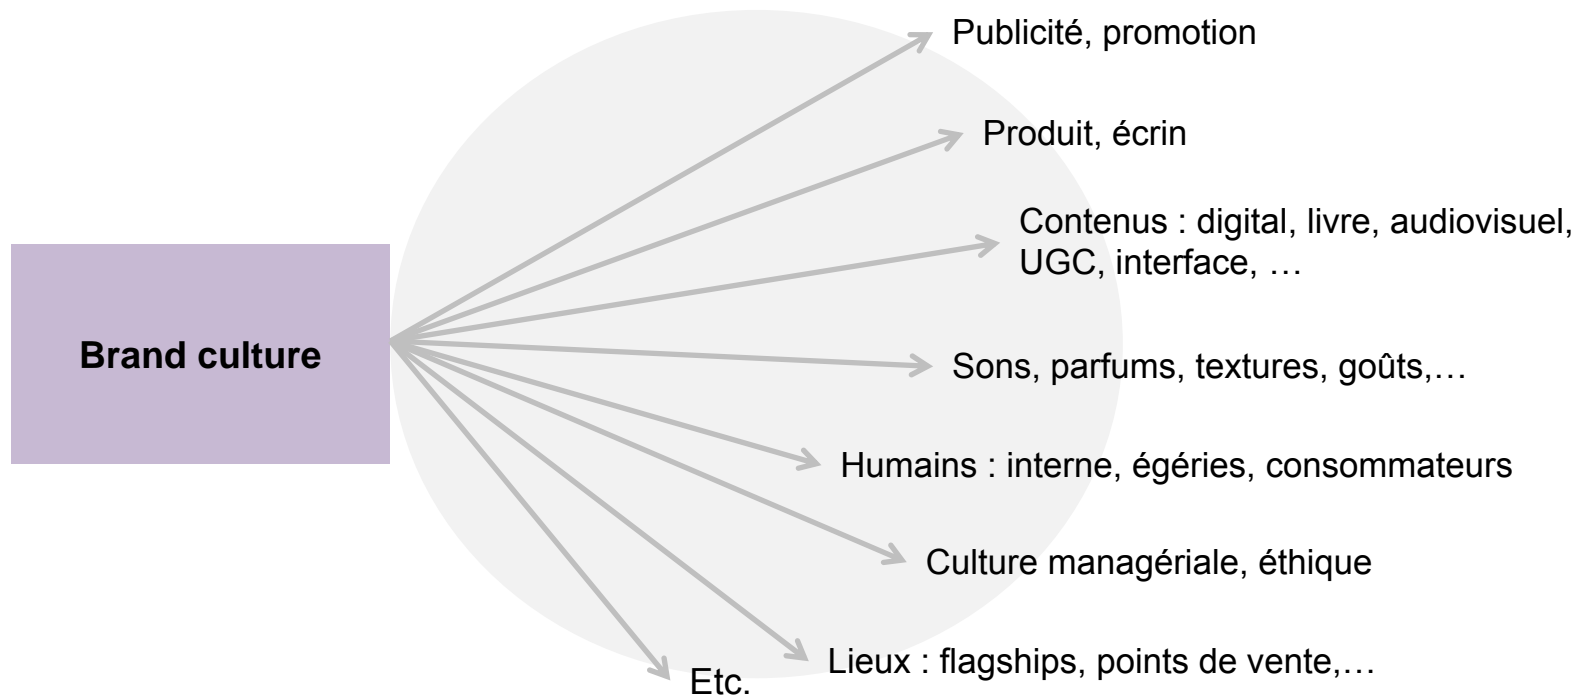 Publicité, promotion
Produit, écrin
Contenus : digital, livre, audiovisuel,
UGC, interface, …
Brand culture
Sons, parfums, textures, goûts,…
Humains : interne, égéries, consommateurs
Culture managériale, éthique
Lieux : flagships, points de vente,…
Etc.